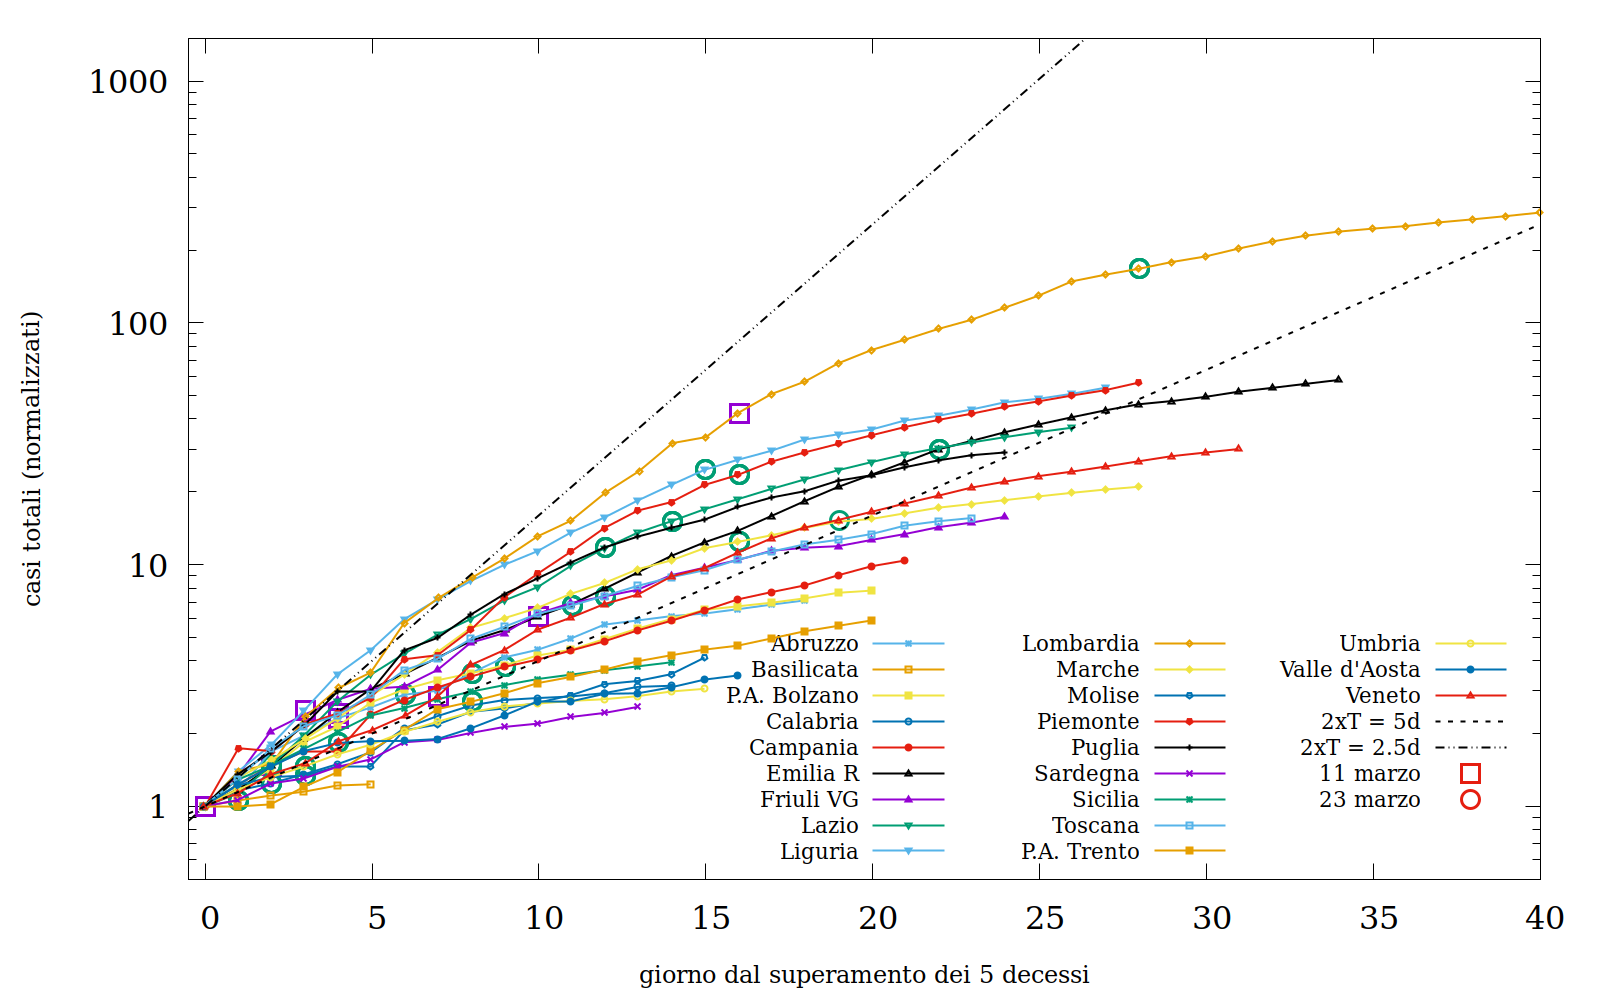 casi totali (normalizzati)
1000
100
10
1
Abruzzo
Basilicata
P.A. Bolzano
Calabria
Campania
Emilia R
Friuli VG
Lazio
Liguria
Lombardia
Marche
Molise
Piemonte
Puglia
Sardegna
Sicilia
Toscana
P.A. Trento
Umbria
Valle d'Aosta
Veneto
2xT = 5d
2xT = 2.5d
11 marzo
23 marzo
0 5 10 15 20 25 30 35 40
giorno dal superamento dei 5 decessi